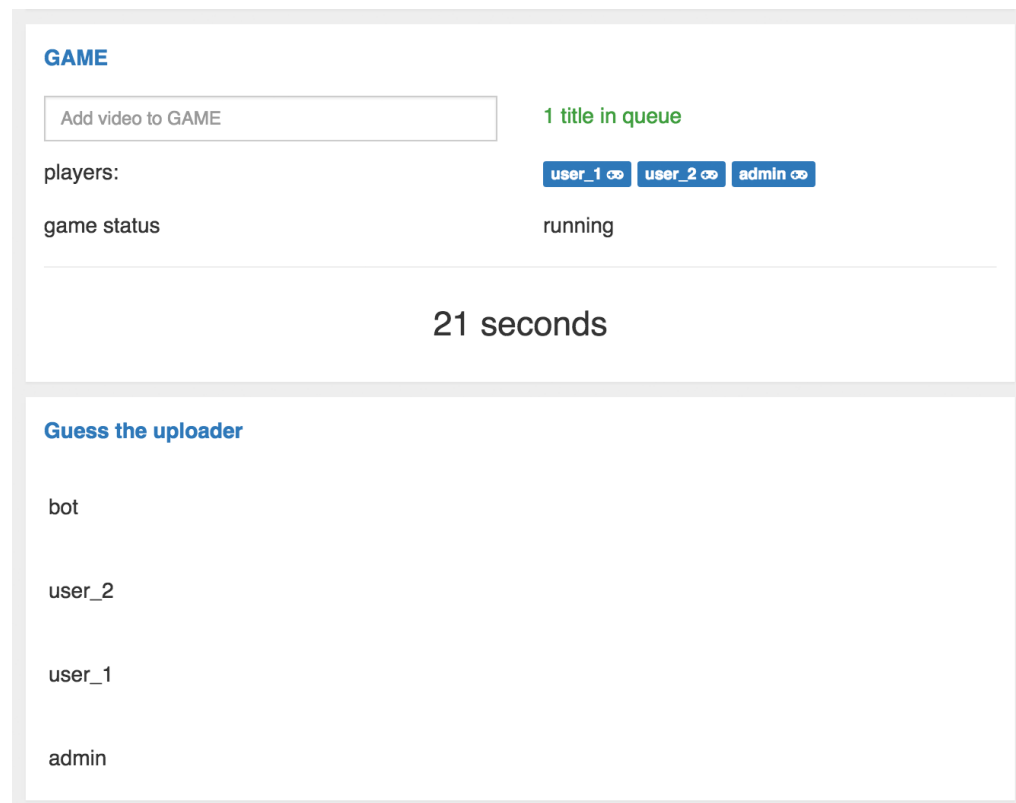 GAME
Add video to GAME
1 title in queue
players:
user_1 user_2 admin
game status
running
21 seconds
Guess the uploader
bot
user_2
user_1
admin